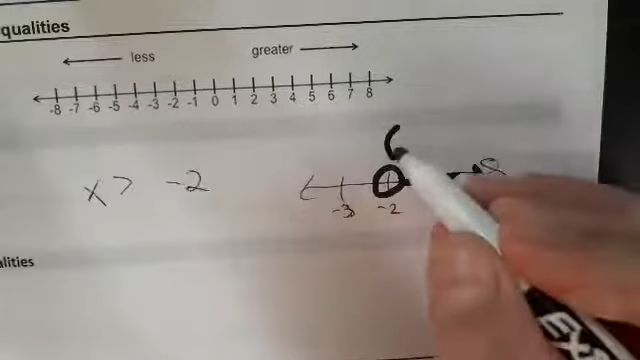 qualities
less greater
-8 -7 -6 -5 -4 -3 -2 -1 0 1 2 3 4 5 6 7 8
(
x > -2 ∞
-3 -2
alities
EX